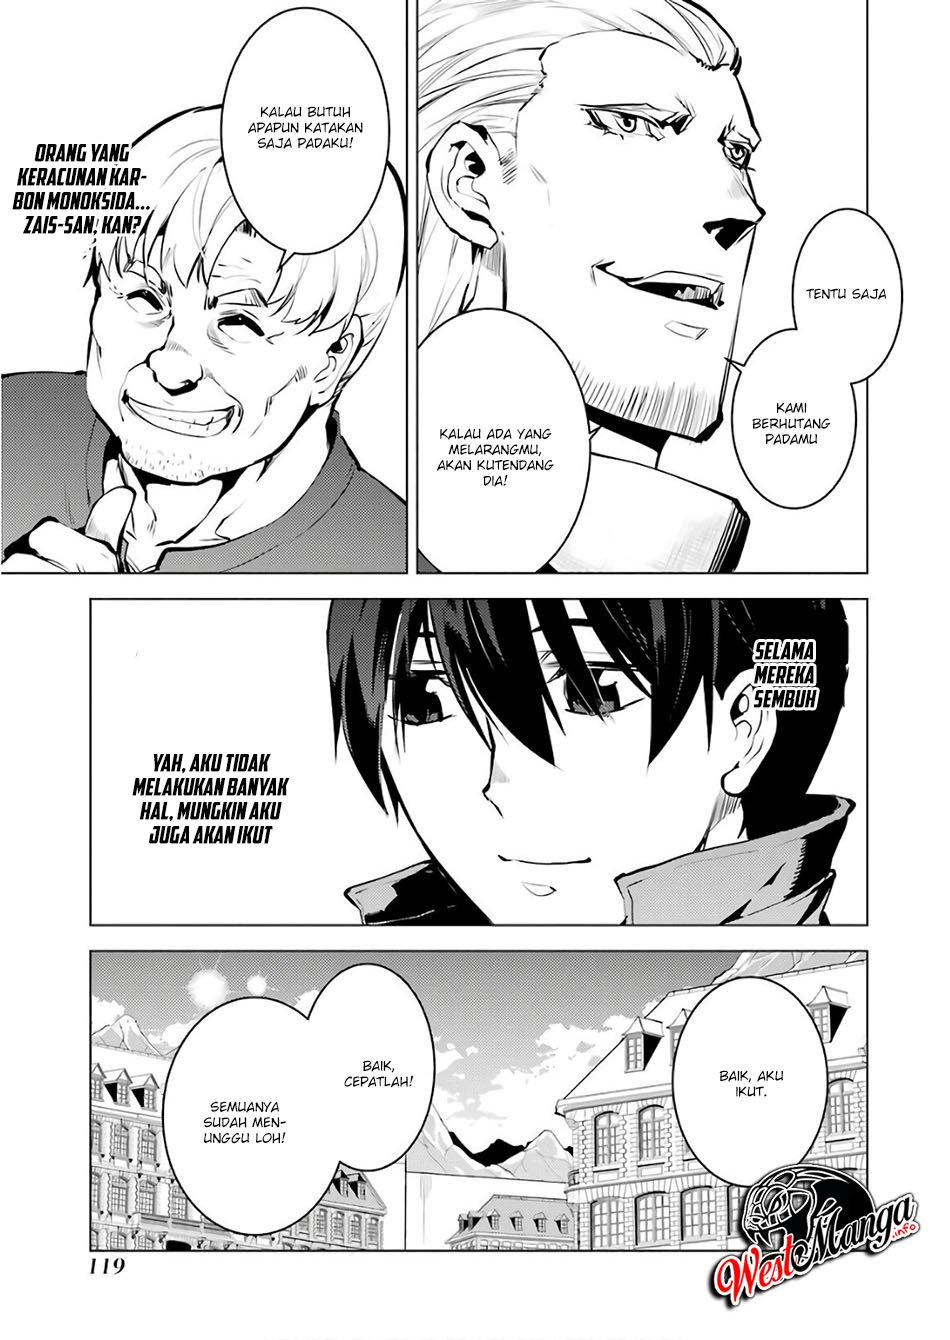 TENTU SAJA
KAMI
BERHUTANG
PADAMU
KALAU ADA YANG
MELARANGMU,
AKAN KUTENDANG
DIA!
KALAU BUTUH
APAPUN KATAKAN
SAJA PADAKU!
ORANG YANG
KERACUNAN KAR-
BON MONOKSIDA...
ZAIS-SAN, KAN?
SELAMA
MEREKA
SEMBUH
YAH, AKU TIDAK
MELAKUKAN BANYAK
HAL, MUNGKIN AKU
JUGA AKAN IKUT
BAIK, AKU
IKUT.
BAIK,
CEPATLAH!
SEMUANYA
SUDAH MEN-
UNGGU LOH!
119
WestManga
.info